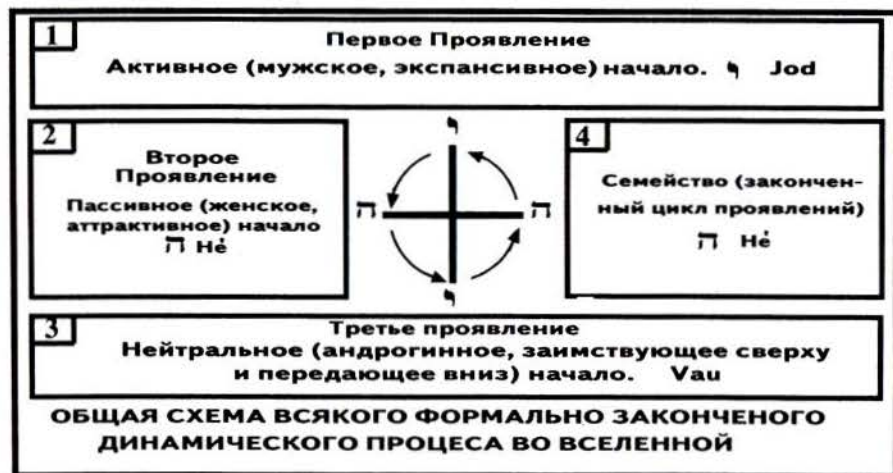 1
Первое Проявление
Активное (мужское, экспансивное) начало. י Jod
2
Второе
Проявление
Пассивное (женское,
аттрактивное) начало
ה Hé
י
ה ה
י
4
Семейство (закончен-
ный цикл проявлений)
ה Hé
3
Третье проявление
Нейтральное (андрогинное, заимствующее сверху
и передающее вниз) начало. Vau
ОБЩАЯ СХЕМА ВСЯКОГО ФОРМАЛЬНО ЗАКОНЧЕНОГО
ДИНАМИЧЕСКОГО ПРОЦЕСА ВО ВСЕЛЕННОЙ